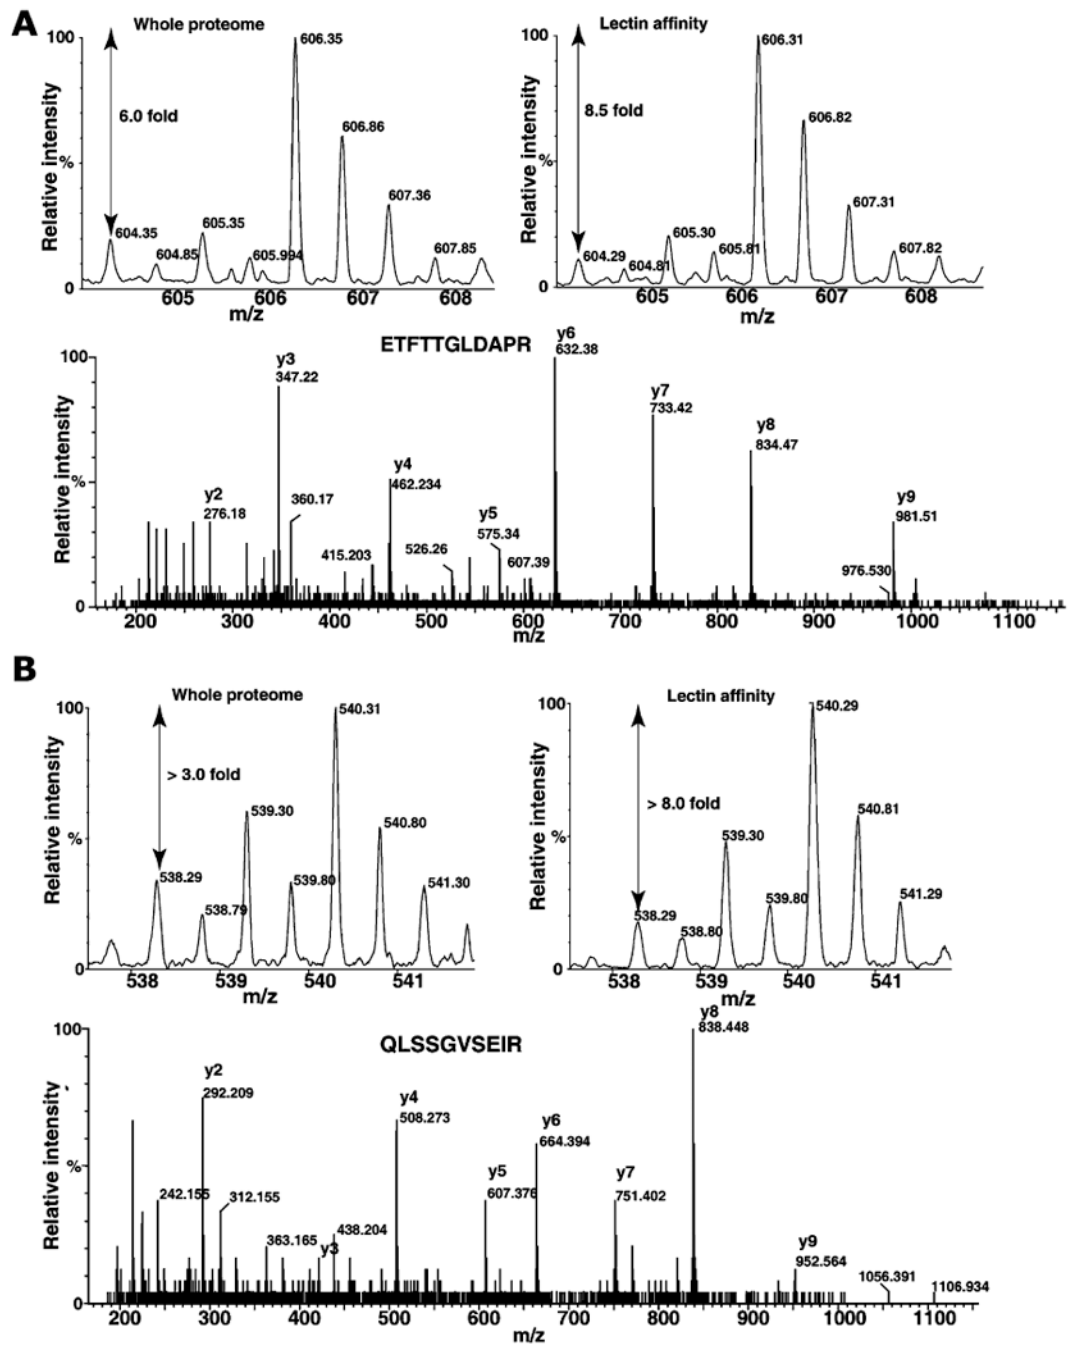 A
Whole proteome
Lectin affinity
100
606.35
6.0 fold
606.86
607.36
604.35
604.85
605.35
605.994
607.85
Relative intensity
%
0
605
606
607
608
m/z
100
606.31
8.5 fold
606.82
607.31
604.29
604.81
605.30
605.81
607.82
Relative intensity
%
0
605
606
607
608
m/z
ETFTTGLDAPR
100
y3
347.22
y6
632.38
y7
733.42
y8
834.47
y4
462.234
y2
276.18
360.17
y5
575.34
415.203
526.26
607.39
y9
981.51
976.530
Relative intensity
%
0
200
300
400
500
600
700
800
900
1000
1100
m/z
B
Whole proteome
Lectin affinity
100
540.31
> 3.0 fold
539.30
540.80
538.29
538.79
539.80
541.30
Relative intensity
%
0
538
539
540
541
m/z
100
540.29
> 8.0 fold
539.30
540.81
538.29
538.80
539.80
541.29
Relative intensity
%
0
538
539
540
541
m/z
QLSSGVSEIR
100
y8
838.448
y2
292.209
y4
508.273
y6
664.394
y5
607.376
y7
751.402
242.155
312.155
363.165
y3
438.204
y9
952.564
1056.391
1106.934
Relative intensity
%
0
200
300
400
500
600
700
800
900
1000
1100
m/z